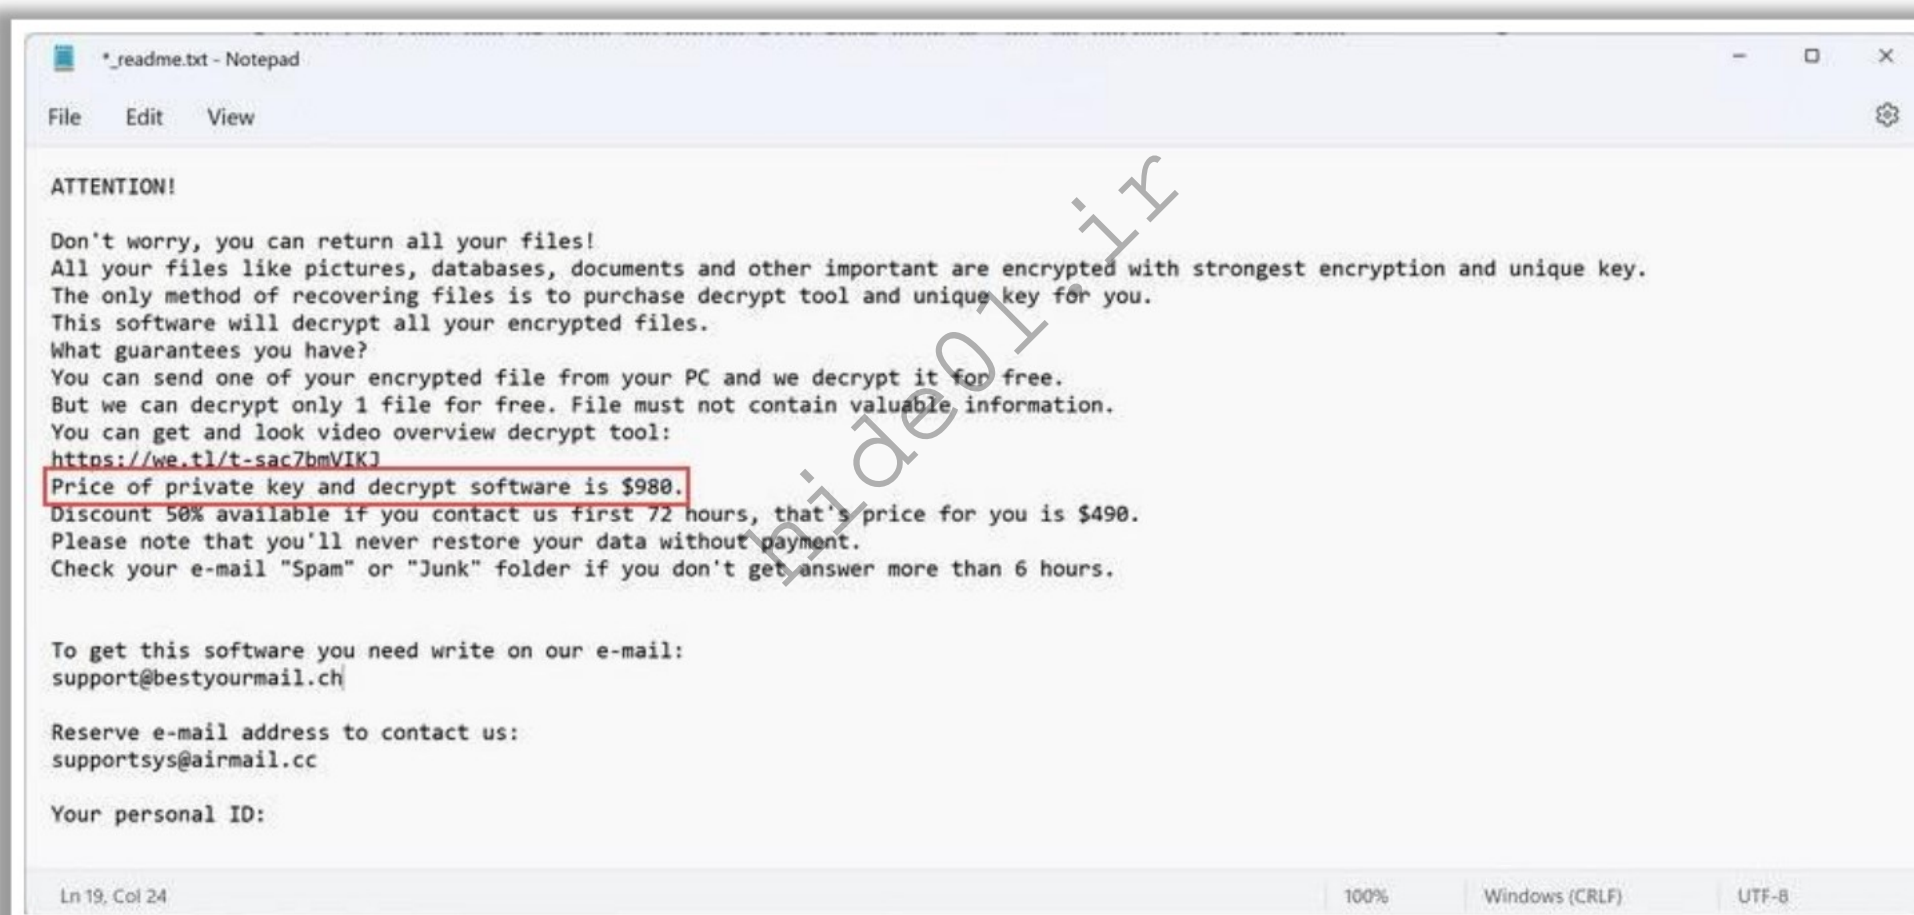 *_readme.txt - Notepad
File Edit View
ATTENTION!
Don't worry, you can return all your files!
All your files like pictures, databases, documents and other important are encrypted with strongest encryption and unique key.
The only method of recovering files is to purchase decrypt tool and unique key for you.
This software will decrypt all your encrypted files.
What guarantees you have?
You can send one of your encrypted file from your PC and we decrypt it for free.
But we can decrypt only 1 file for free. File must not contain valuable information.
You can get and look video overview decrypt tool:
https://we.tl/t-sac7bmVIKJ
Price of private key and decrypt software is $980.
Discount 50% available if you contact us first 72 hours, that's price for you is $490.
Please note that you'll never restore your data without payment.
Check your e-mail "Spam" or "Junk" folder if you don't get answer more than 6 hours.
To get this software you need write on our e-mail:
support@bestyourmail.ch
Reserve e-mail address to contact us:
supportsys@airmail.cc
Your personal ID:
Ln 19, Col 24 100% Windows (CRLF) UTF-8
hide01.ir